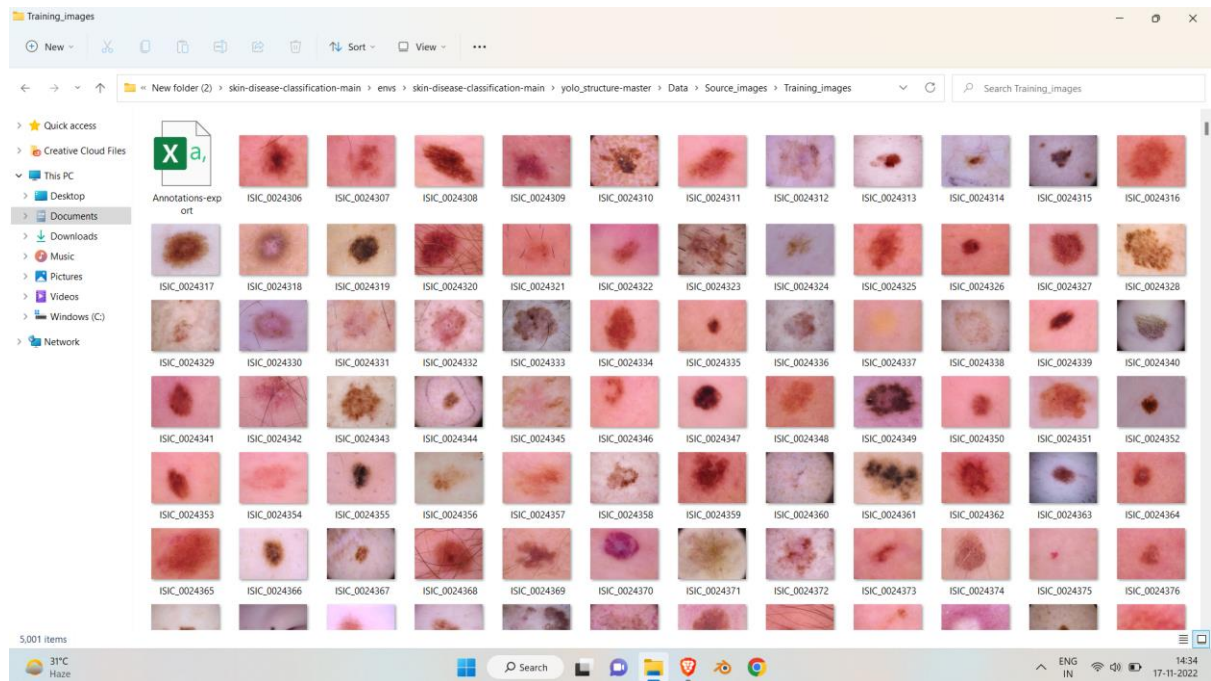 Training_images
New
Sort
View
« New folder (2) > skin-disease-classification-main > envs > skin-disease-classification-main > yolo_structure-master > Data > Source_images > Training_images
Search Training_images
Quick access
Creative Cloud Files
This PC
Desktop
Documents
Downloads
Music
Pictures
Videos
Windows (C:)
Network
X a,
Annotations-exp
ort
ISIC_0024306 ISIC_0024307 ISIC_0024308 ISIC_0024309 ISIC_0024310 ISIC_0024311 ISIC_0024312 ISIC_0024313 ISIC_0024314 ISIC_0024315 ISIC_0024316
ISIC_0024317 ISIC_0024318 ISIC_0024319 ISIC_0024320 ISIC_0024321 ISIC_0024322 ISIC_0024323 ISIC_0024324 ISIC_0024325 ISIC_0024326 ISIC_0024327 ISIC_0024328
ISIC_0024329 ISIC_0024330 ISIC_0024331 ISIC_0024332 ISIC_0024333 ISIC_0024334 ISIC_0024335 ISIC_0024336 ISIC_0024337 ISIC_0024338 ISIC_0024339 ISIC_0024340
ISIC_0024341 ISIC_0024342 ISIC_0024343 ISIC_0024344 ISIC_0024345 ISIC_0024346 ISIC_0024347 ISIC_0024348 ISIC_0024349 ISIC_0024350 ISIC_0024351 ISIC_0024352
ISIC_0024353 ISIC_0024354 ISIC_0024355 ISIC_0024356 ISIC_0024357 ISIC_0024358 ISIC_0024359 ISIC_0024360 ISIC_0024361 ISIC_0024362 ISIC_0024363 ISIC_0024364
ISIC_0024365 ISIC_0024366 ISIC_0024367 ISIC_0024368 ISIC_0024369 ISIC_0024370 ISIC_0024371 ISIC_0024372 ISIC_0024373 ISIC_0024374 ISIC_0024375 ISIC_0024376
5,001 items
31°C
Haze
Search
ENG
IN
14:34
17-11-2022